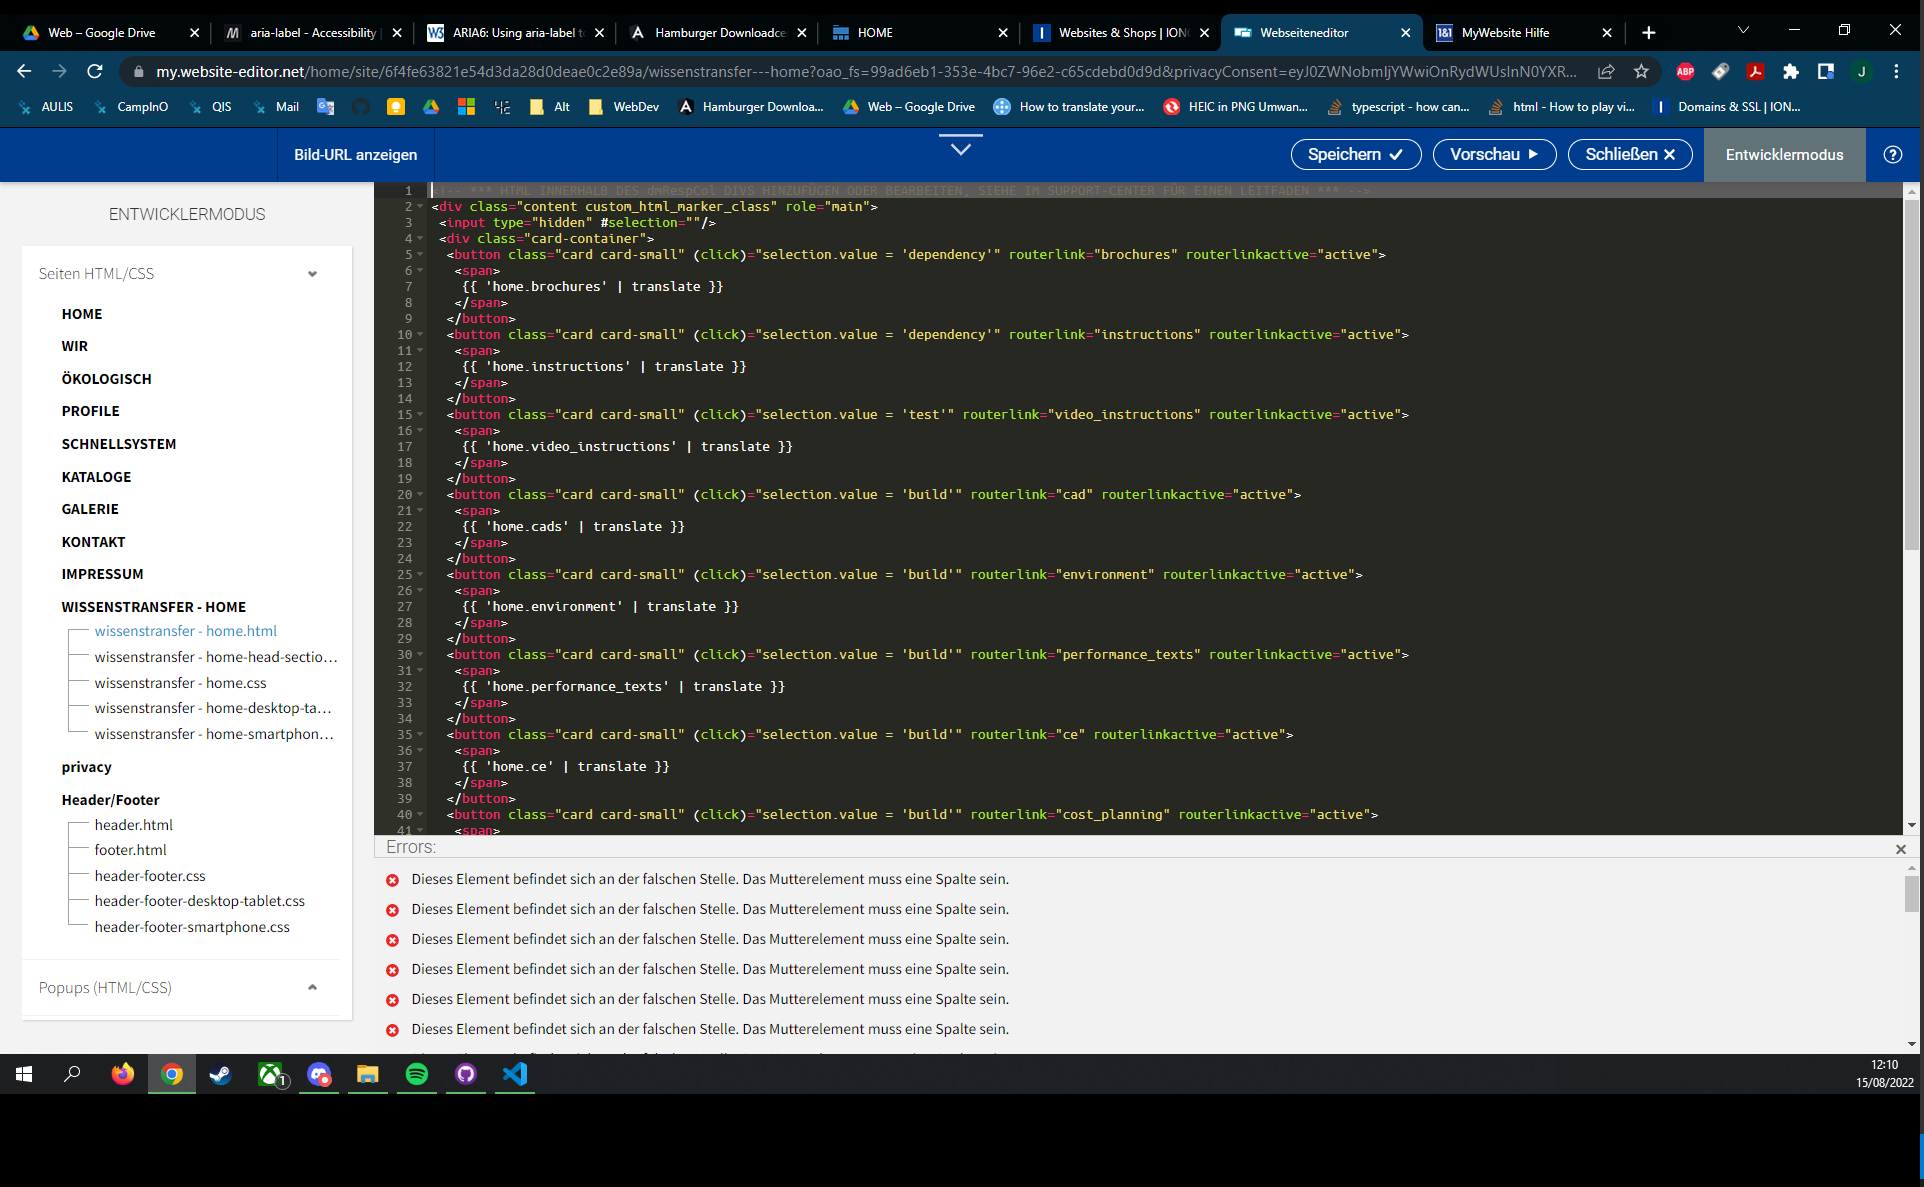 Web – Google Drive
aria-label - Accessibility
ARIA6: Using aria-label t
Hamburger Downloadce
HOME
Websites & Shops | ION
Webseiteneditor
MyWebsite Hilfe
my.website-editor.net/home/site/6f4fe63821e54d3da28d0deae0c2e89a/wissenstransfer---home?oao_fs=99ad6eb1-353e-4bc7-96e2-c65cdebd0d9d&privacyConsent=eyJ0ZWNobmljYWwiOnRydWUsInN0YXR...
ABP
J
AULIS
CampInO
QIS
Mail
Alt
WebDev
Hamburger Downloa...
Web – Google Drive
How to translate your...
HEIC in PNG Umwan...
typescript - how can...
html - How to play vi...
Domains & SSL | ION...
Bild-URL anzeigen
Speichern
Vorschau
Schließen
Entwicklermodus
ENTWICKLERMODUS
Seiten HTML/CSS
HOME
WIR
ÖKOLOGISCH
PROFILE
SCHNELLSYSTEM
KATALOGE
GALERIE
KONTAKT
IMPRESSUM
WISSENSTRANSFER - HOME
wissenstransfer - home.html
wissenstransfer - home-head-sectio...
wissenstransfer - home.css
wissenstransfer - home-desktop-ta...
wissenstransfer - home-smartphon...
privacy
Header/Footer
header.html
footer.html
header-footer.css
header-footer-desktop-tablet.css
header-footer-smartphone.css
Popups (HTML/CSS)
1 <!-- *** HTML INNERHALB DES dmRespCol DIVS HINZUFÜGEN ODER BEARBEITEN, SIEHE IM SUPPORT-CENTER FÜR EINEN LEITFADEN *** -->
2 <div class="content custom_html_marker_class" role="main">
3 <input type="hidden" #selection=""/>
4 <div class="card-container">
5 <button class="card card-small" (click)="selection.value = 'dependency'" routerlink="brochures" routerlinkactive="active">
6 <span>
7 {{ 'home.brochures' | translate }}
8 </span>
9 </button>
10 <button class="card card-small" (click)="selection.value = 'dependency'" routerlink="instructions" routerlinkactive="active">
11 <span>
12 {{ 'home.instructions' | translate }}
13 </span>
14 </button>
15 <button class="card card-small" (click)="selection.value = 'test'" routerlink="video_instructions" routerlinkactive="active">
16 <span>
17 {{ 'home.video_instructions' | translate }}
18 </span>
19 </button>
20 <button class="card card-small" (click)="selection.value = 'build'" routerlink="cad" routerlinkactive="active">
21 <span>
22 {{ 'home.cads' | translate }}
23 </span>
24 </button>
25 <button class="card card-small" (click)="selection.value = 'build'" routerlink="environment" routerlinkactive="active">
26 <span>
27 {{ 'home.environment' | translate }}
28 </span>
29 </button>
30 <button class="card card-small" (click)="selection.value = 'build'" routerlink="performance_texts" routerlinkactive="active">
31 <span>
32 {{ 'home.performance_texts' | translate }}
33 </span>
34 </button>
35 <button class="card card-small" (click)="selection.value = 'build'" routerlink="ce" routerlinkactive="active">
36 <span>
37 {{ 'home.ce' | translate }}
38 </span>
39 </button>
40 <button class="card card-small" (click)="selection.value = 'build'" routerlink="cost_planning" routerlinkactive="active">
41 <span>
Errors:
Dieses Element befindet sich an der falschen Stelle. Das Mutterelement muss eine Spalte sein.
Dieses Element befindet sich an der falschen Stelle. Das Mutterelement muss eine Spalte sein.
Dieses Element befindet sich an der falschen Stelle. Das Mutterelement muss eine Spalte sein.
Dieses Element befindet sich an der falschen Stelle. Das Mutterelement muss eine Spalte sein.
Dieses Element befindet sich an der falschen Stelle. Das Mutterelement muss eine Spalte sein.
Dieses Element befindet sich an der falschen Stelle. Das Mutterelement muss eine Spalte sein.
1
12:10
15/08/2022